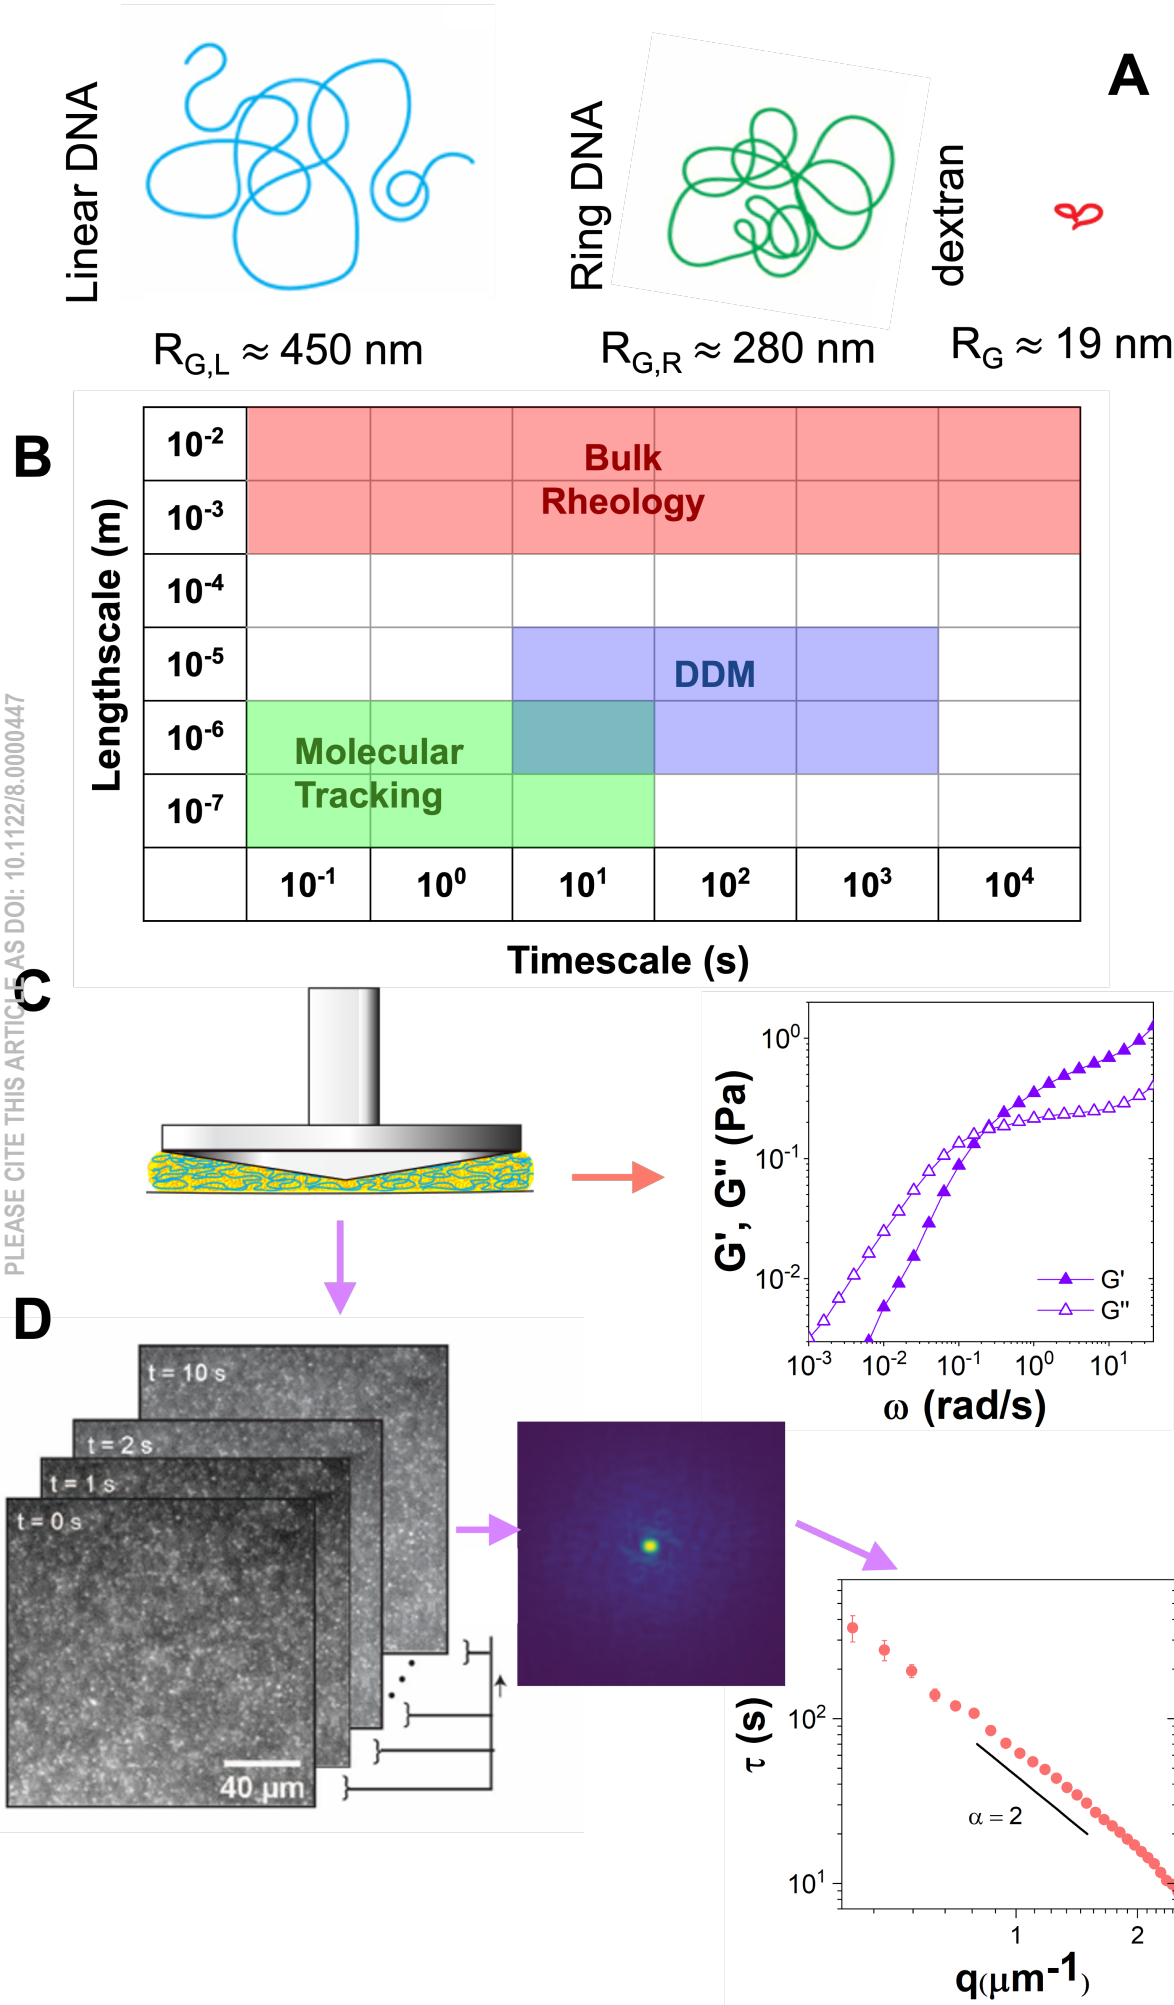 A
Linear DNA
Ring DNA
dextran
R_G,L ≈ 450 nm
R_G,R ≈ 280 nm
R_G ≈ 19 nm
B
Lengthscale (m)
10^-2
10^-3
10^-4
10^-5
10^-6
10^-7
Bulk
Rheology
DDM
Molecular
Tracking
10^-1
10^0
10^1
10^2
10^3
10^4
Timescale (s)
PLEASE CITE THIS ARTICLE AS DOI: 10.1122/8.0000447
C
G', G'' (Pa)
10^0
10^-1
10^-2
G'
G''
10^-3
10^-2
10^-1
10^0
10^1
ω (rad/s)
D
t = 10 s
t = 2 s
t = 1 s
t = 0 s
40 µm
τ (s)
10^2
10^1
α = 2
1
2
q(μm^-1)